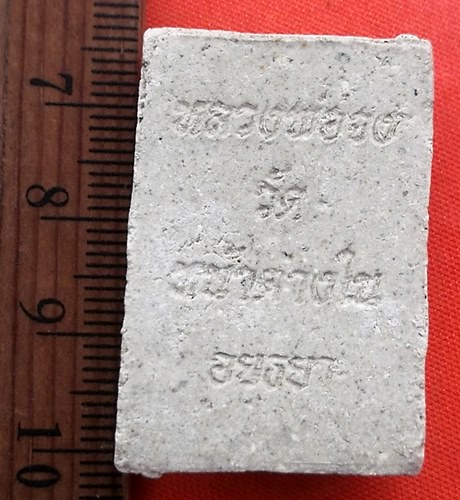 หลวงพ่อจง
วัด
หน้าต่างใน
อยุธยา
7
8
9
10